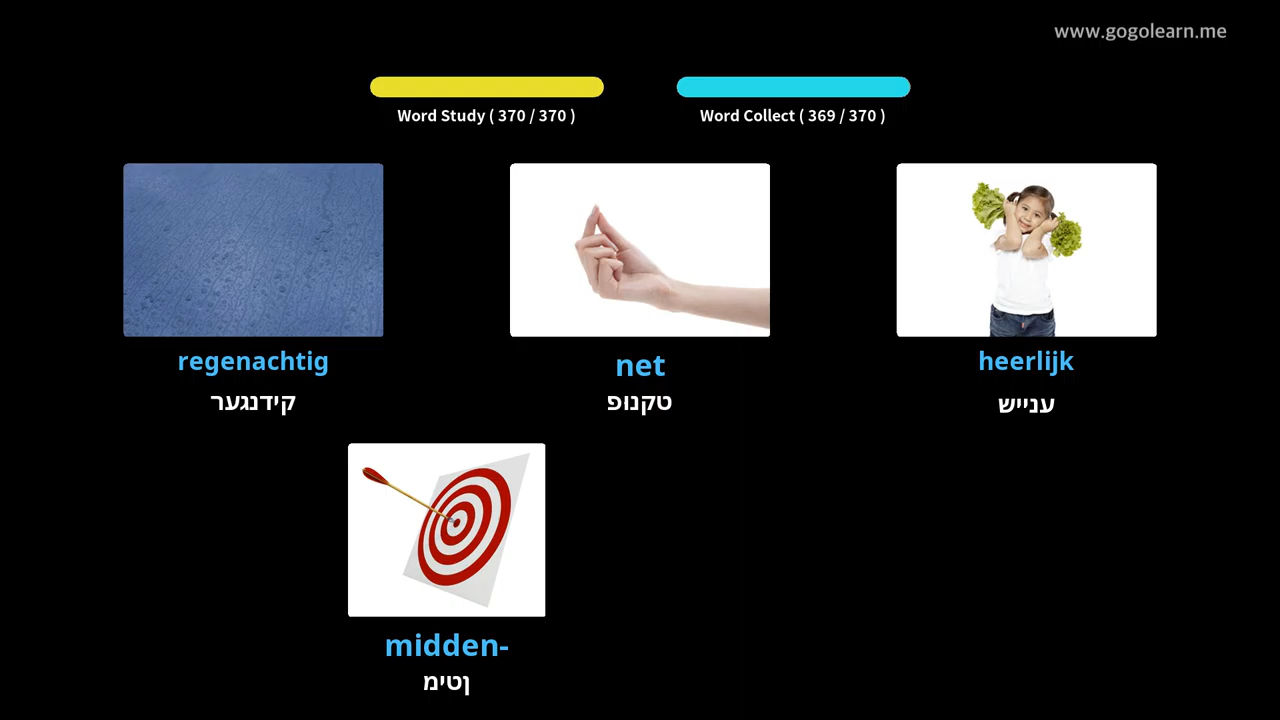 www.gogolearn.me
Word Study ( 370 / 370 )
Word Collect ( 369 / 370 )
regenachtig
net
heerlijk
קידנגער
טקנופ
ענייש
midden-
ןטימ